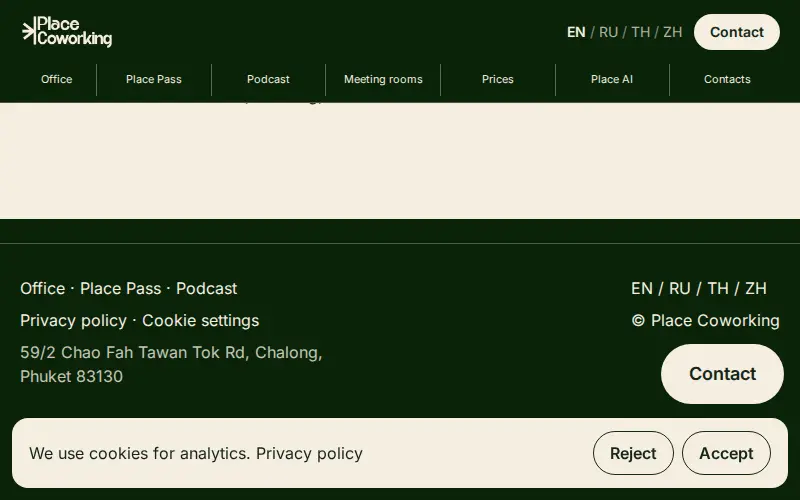 Place
Coworking
EN / RU / TH / ZH
Contact
Office
Place Pass
Podcast
Meeting rooms
Prices
Place AI
Contacts
Office · Place Pass · Podcast
EN / RU / TH / ZH
Privacy policy · Cookie settings
© Place Coworking
59/2 Chao Fah Tawan Tok Rd, Chalong,
Phuket 83130
Contact
We use cookies for analytics. Privacy policy
Reject
Accept